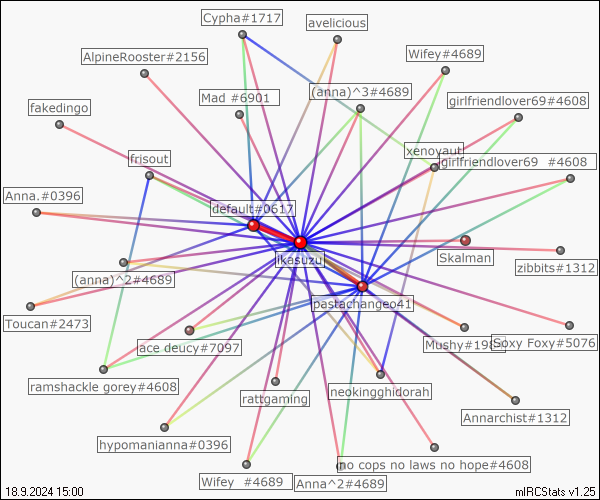 Cypha#1717
avelicious
AlpineRooster#2156
Wifey#4689
Mad #6901
(anna)^3#4689
girlfriendlover69#4608
fakedingo
frisout
xenoyaut
girlfriendlover69 #4608
Anna.#0396
default#0617
ikasuzu
Skalman
zibbits#1312
(anna)^2#4689
pastachangeo41
Toucan#2473
ace deucy#7097
Mushy#198
Soxy Foxy#5076
ramshackle gorey#4608
rattgaming
neokingghidorah
Annarchist#1312
hypomanianna#0396
no cops no laws no hope#4608
Wifey #4689
Anna^2#4689
18.9.2024 15:00
mIRCStats v1.25